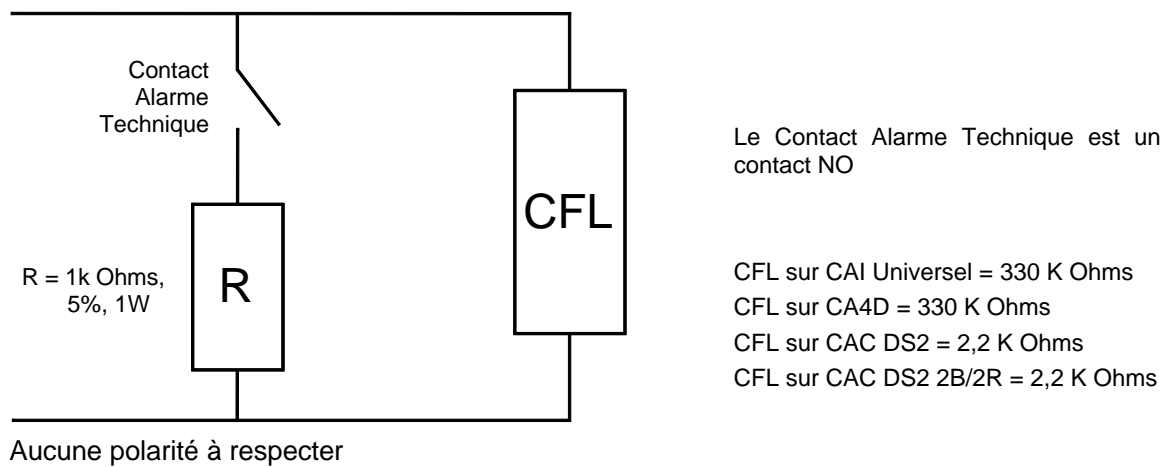 Contact
Alarme
Technique
R = 1k Ohms,
5%, 1W
R
CFL
Le Contact Alarme Technique est un
contact NO
CFL sur CAI Universel = 330 K Ohms
CFL sur CA4D = 330 K Ohms
CFL sur CAC DS2 = 2,2 K Ohms
CFL sur CAC DS2 2B/2R = 2,2 K Ohms
Aucune polarité à respecter